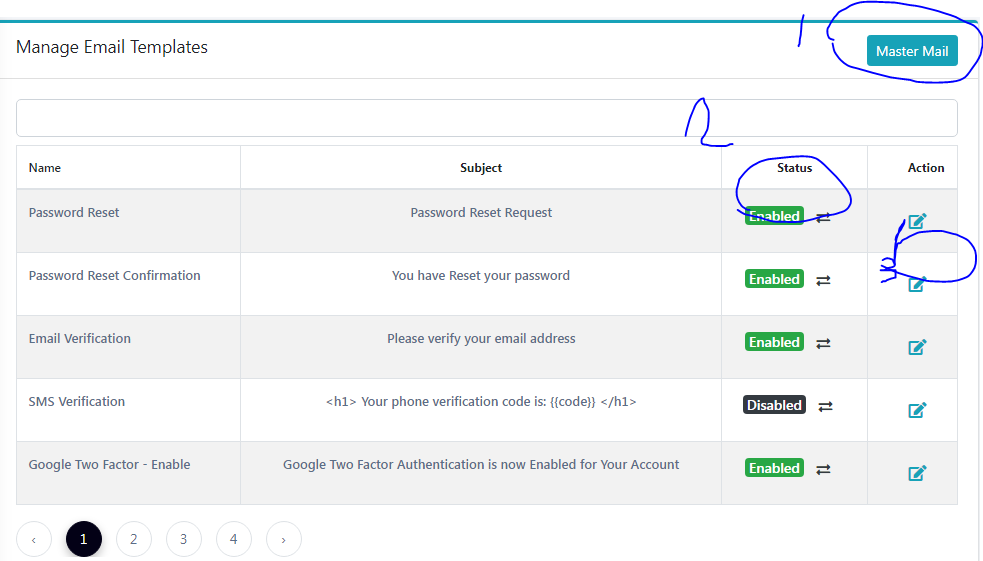 Manage Email Templates
1
Master Mail
2
Name Subject Status Action
Password Reset Password Reset Request Enabled
Password Reset Confirmation You have Reset your password Enabled
3
Email Verification Please verify your email address Enabled
SMS Verification <h1> Your phone verification code is: {{code}} </h1> Disabled
Google Two Factor - Enable Google Two Factor Authentication is now Enabled for Your Account Enabled
‹ 1 2 3 4 ›